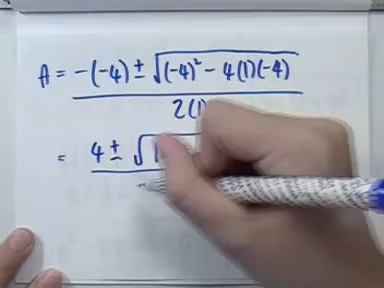 A = -(-4) ± √(-4)² - 4(1)(-4)
2(1)
= 4 ± √